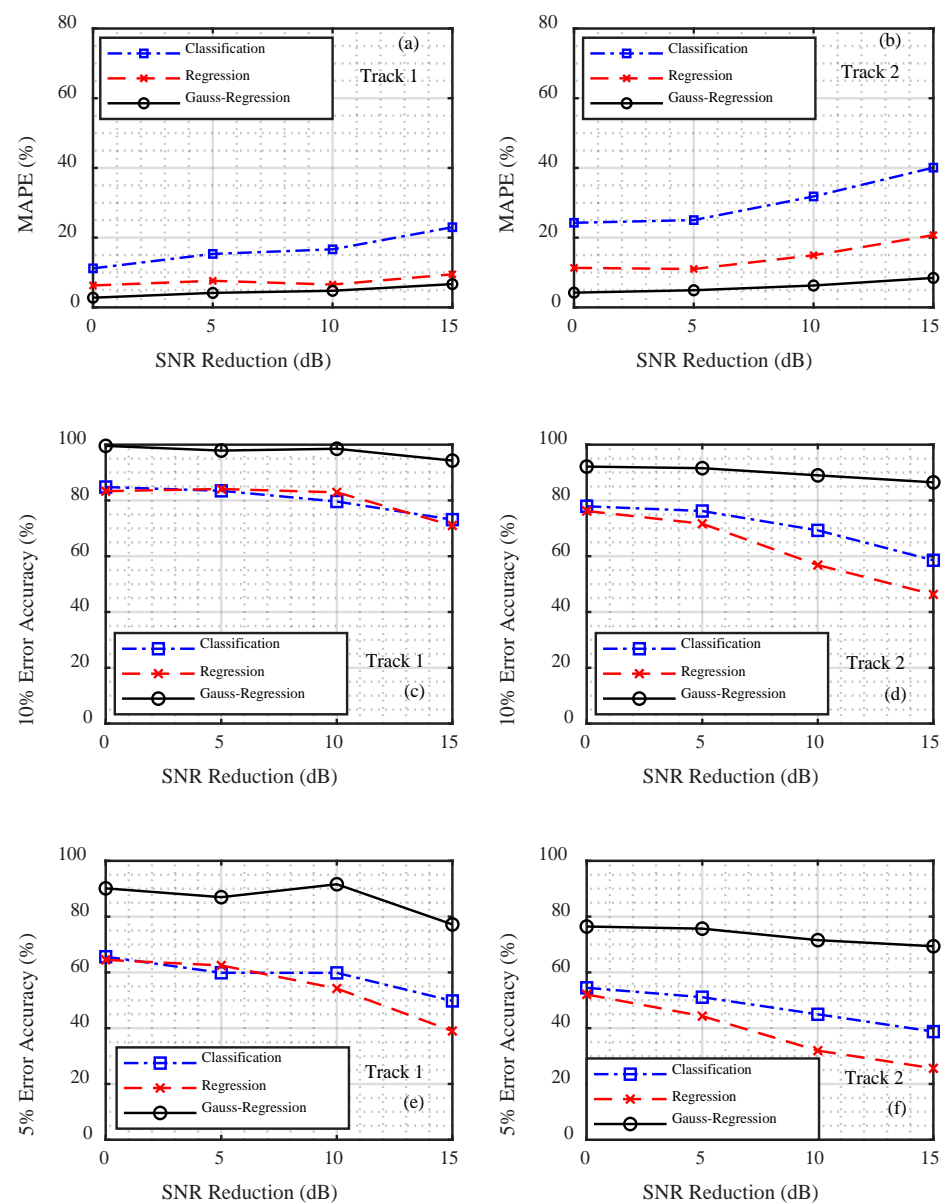 80
60
40
20
0
MAPE (%)
Classification
Regression
Gauss-Regression
(a)
Track 1
0 5 10 15
SNR Reduction (dB)
80
60
40
20
0
MAPE (%)
Classification
Regression
Gauss-Regression
(b)
Track 2
0 5 10 15
SNR Reduction (dB)
100
80
60
40
20
0
10% Error Accuracy (%)
Classification
Regression
Gauss-Regression
Track 1
(c)
0 5 10 15
SNR Reduction (dB)
100
80
60
40
20
0
10% Error Accuracy (%)
Classification
Regression
Gauss-Regression
Track 2
(d)
0 5 10 15
SNR Reduction (dB)
100
80
60
40
20
0
5% Error Accuracy (%)
Classification
Regression
Gauss-Regression
Track 1
(e)
0 5 10 15
SNR Reduction (dB)
100
80
60
40
20
0
5% Error Accuracy (%)
Classification
Regression
Gauss-Regression
Track 2
(f)
0 5 10 15
SNR Reduction (dB)